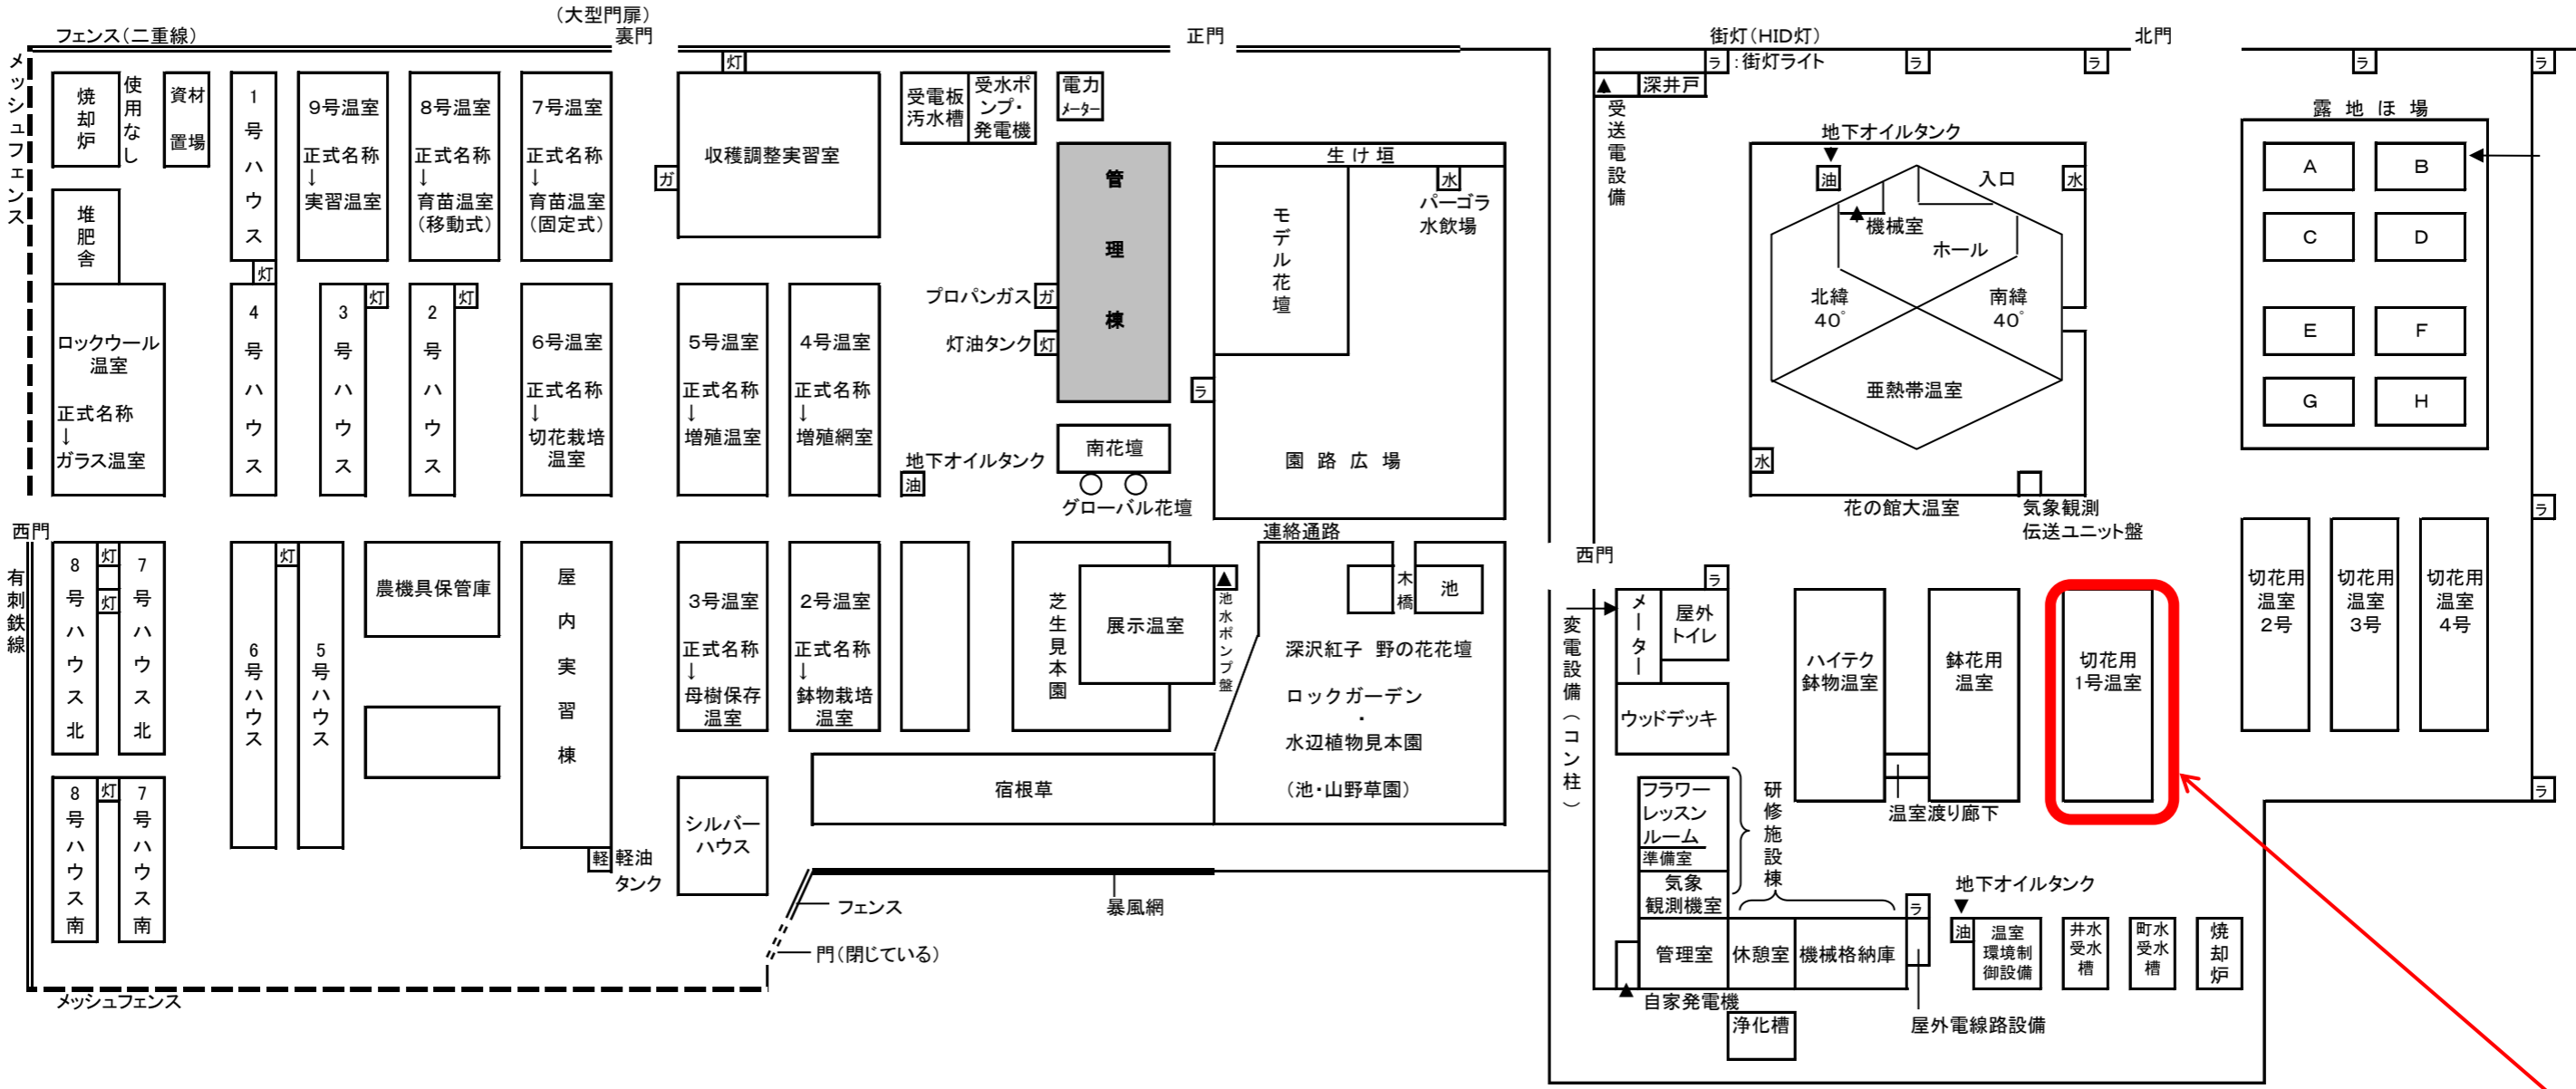 (大型門扉)
フェンス(二重線)
裏門
正門
街灯(HID灯)
北門
メッシュフェンス
焼却炉
使用なし
資材置場
1号ハウス
9号温室
正式名称
↓
実習温室
8号温室
正式名称
↓
育苗温室
(移動式)
7号温室
正式名称
↓
育苗温室
(固定式)
灯
収穫調整実習室
ガ
受電板
汚水槽
受水ポ
ンプ・
発電機
電力
メーター
管理棟
生け垣
水
パーゴラ
水飲場
モデル花壇
園路広場
ラ
堆肥舎
灯
ロックウール
温室
正式名称
↓
ガラス温室
4号ハウス
3号ハウス
灯
2号ハウス
灯
6号温室
正式名称
↓
切花栽培
温室
5号温室
正式名称
↓
増殖温室
4号温室
正式名称
↓
増殖網室
プロパンガス
ガ
灯油タンク
灯
地下オイルタンク
油
南花壇
グローバル花壇
連絡通路
西門
有刺鉄線
8号ハウス北
灯
灯
7号ハウス北
8号ハウス南
灯
7号ハウス南
6号ハウス
灯
5号ハウス
農機具保管庫
屋内実習棟
軽
軽油
タンク
3号温室
正式名称
↓
母樹保存
温室
2号温室
正式名称
↓
鉢物栽培
温室
シルバー
ハウス
芝生見本園
展示温室
▲
池水ポンプ盤
木橋
池
深沢紅子 野の花花壇
ロックガーデン
・
水辺植物見本園
(池・山野草園)
宿根草
フェンス
暴風網
門(閉じている)
メッシュフェンス
ラ
:街灯ライト
ラ
ラ
ラ
ラ
▲
深井戸
受送電設備
地下オイルタンク
▼
油
入口
水
▲
機械室
ホール
北緯
40°
南緯
40°
亜熱帯温室
水
花の館大温室
気象観測
伝送ユニット盤
露地ほ場
A
B
C
D
E
F
G
H
ラ
西門
ラ
変電設備(コン柱)
メーター
屋外
トイレ
ウッドデッキ
ハイテク
鉢物温室
鉢花用
温室
温室渡り廊下
切花用
1号温室
切花用
温室
2号
切花用
温室
3号
切花用
温室
4号
ラ
フラワー
レッスン
ルーム
準備室
気象
観測機室
研修施設棟
管理室
休憩室
機械格納庫
ラ
▲
自家発電機
浄化槽
屋外電線路設備
地下オイルタンク
▼
油
温室
環境制
御設備
井水
受水
槽
町水
受水
槽
焼却炉